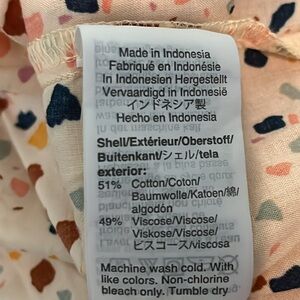 Made in Indonesia
Fabriqué en Indonésie
In Indonesien Hergestellt
Vervaardigd in Indonesië
インドネシア製
Hecho en Indonesia
Shell/Extérieur/Oberstoff/
Buitenkant/シェル/tela
exterior:
51% Cotton/Coton/
Baumwolle/Katoen/綿/
algodón
49% Viscose/Viscose/
Viskose/Viscose/
ビスコース/viscosa
Machine wash cold. With
like colors. Non-chlorine
bleach only. Tumble dry